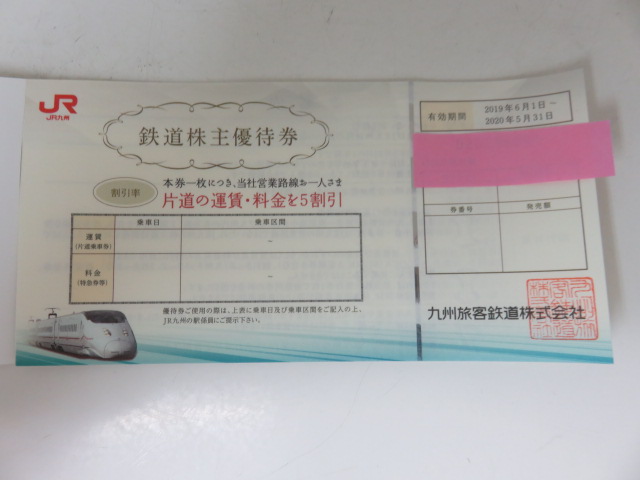 JR
JR九州
鉄道株主優待券
割引率
本券一枚につき、当社営業路線お一人さま
片道の運賃・料金を5割引
乗車日
乗車区間
運賃
(片道乗車券)
–
料金
(特急券等)
–
優待券ご使用の際は、上表に乗車日及び乗車区間をご記入の上、
JR九州の駅係員にご提示下さい。
有効期間
2019年6月1日~
2020年5月31日
券番号
発売額
九州旅客鉄道株式会社